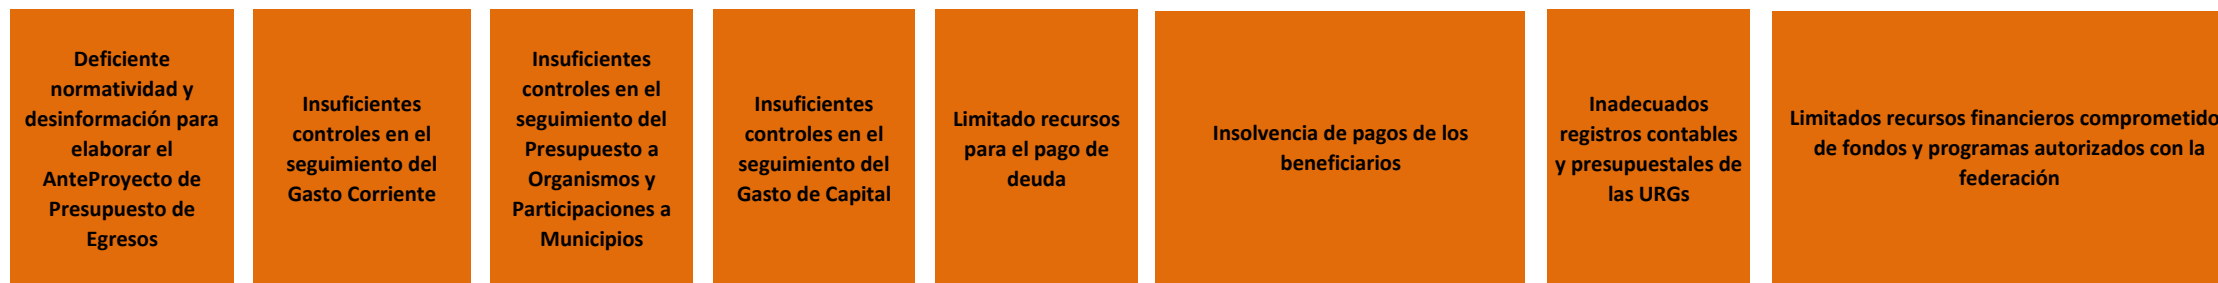 Deficiente
normatividad y
desinformación para
elaborar el
AnteProyecto de
Presupuesto de
Egresos
Insuficientes
controles en el
seguimiento del
Gasto Corriente
Insuficientes
controles en el
seguimiento del
Presupuesto a
Organismos y
Participaciones a
Municipios
Insuficientes
controles en el
seguimiento del
Gasto de Capital
Limitado recursos
para el pago de
deuda
Insolvencia de pagos de los
beneficiarios
Inadecuados
registros contables
y presupuestales de
las URGs
Limitados recursos financieros comprometido
de fondos y programas autorizados con la
federación